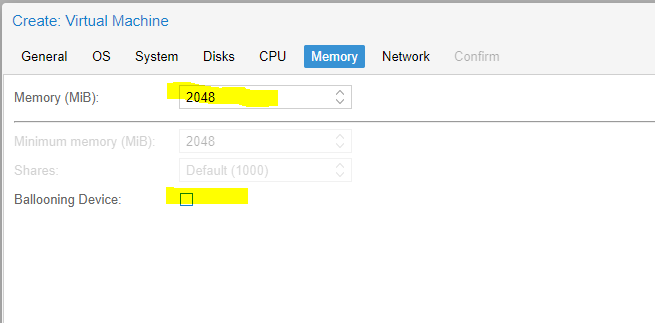 Create: Virtual Machine
General OS System Disks CPU Memory Network Confirm
Memory (MiB): 2048
Minimum memory (MiB): 2048
Shares: Default (1000)
Ballooning Device: